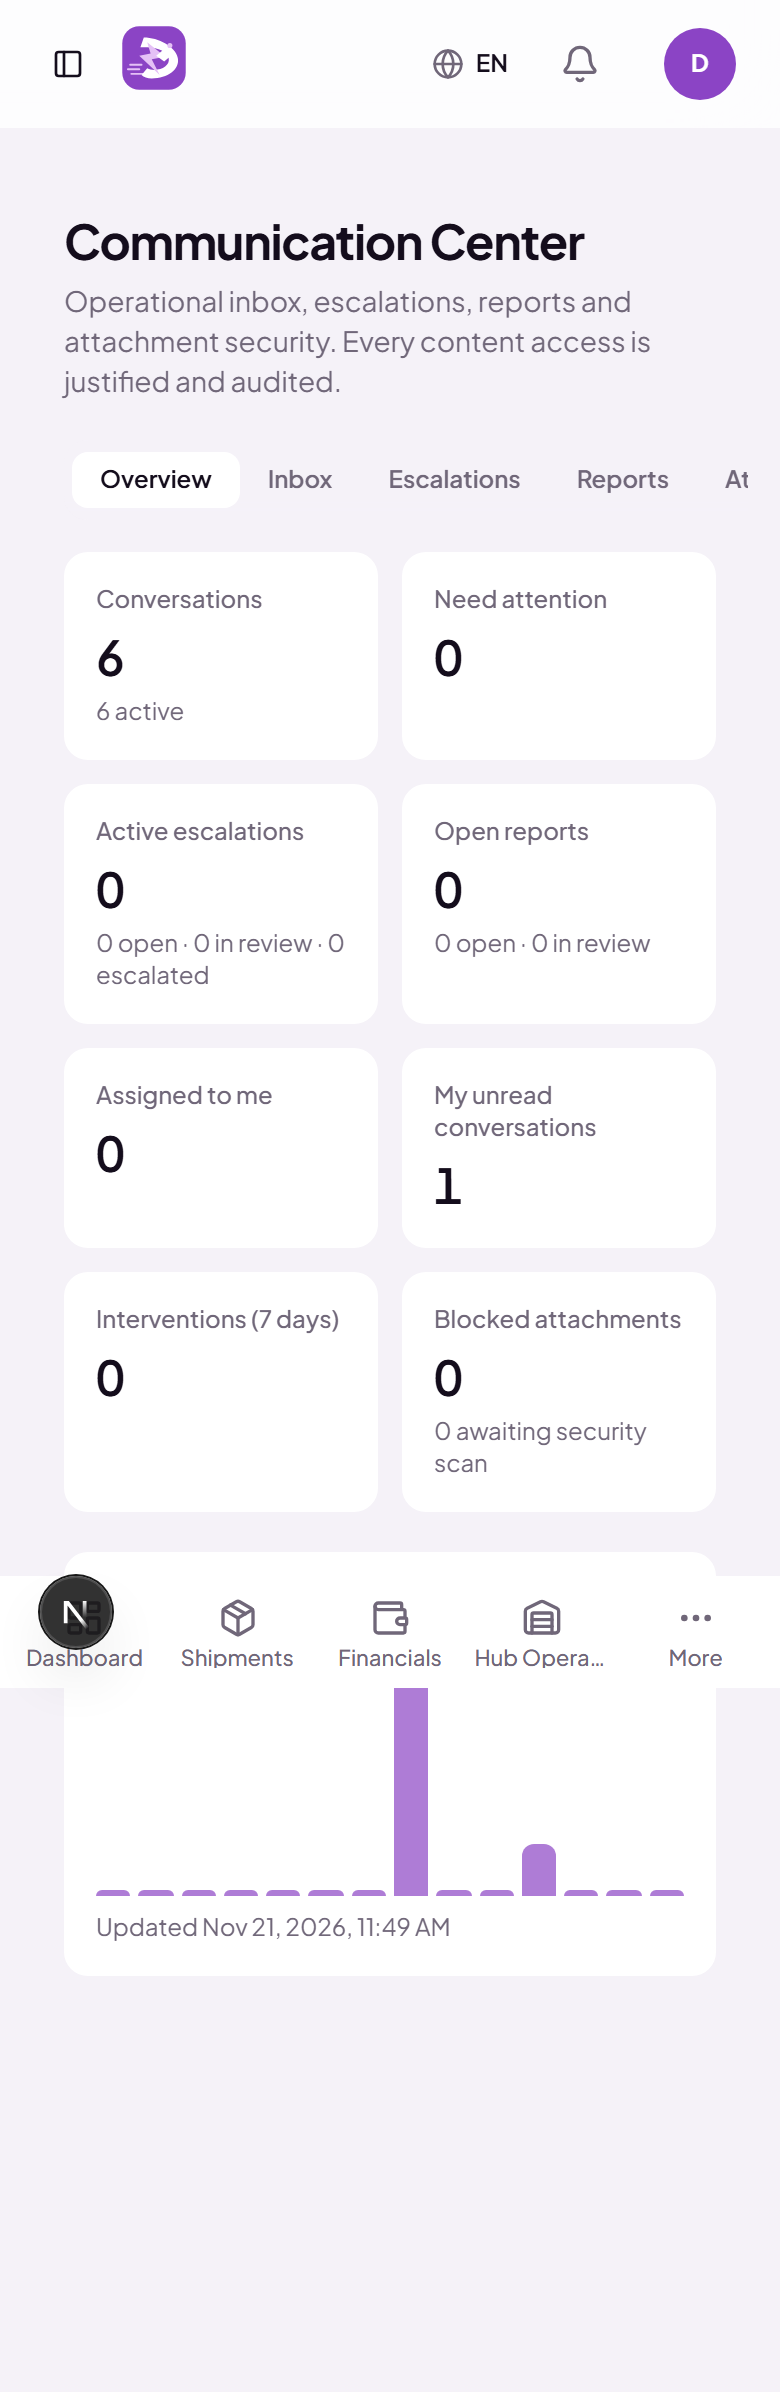 EN
D
Communication Center
Operational inbox, escalations, reports and
attachment security. Every content access is
justified and audited.
Overview
Inbox
Escalations
Reports
At
Conversations
6
6 active
Need attention
0
Active escalations
0
0 open · 0 in review · 0
escalated
Open reports
0
0 open · 0 in review
Assigned to me
0
My unread
conversations
1
Interventions (7 days)
0
Blocked attachments
0
0 awaiting security
scan
N
Dashboard
Shipments
Financials
Hub Opera...
More
Updated Nov 21, 2026, 11:49 AM